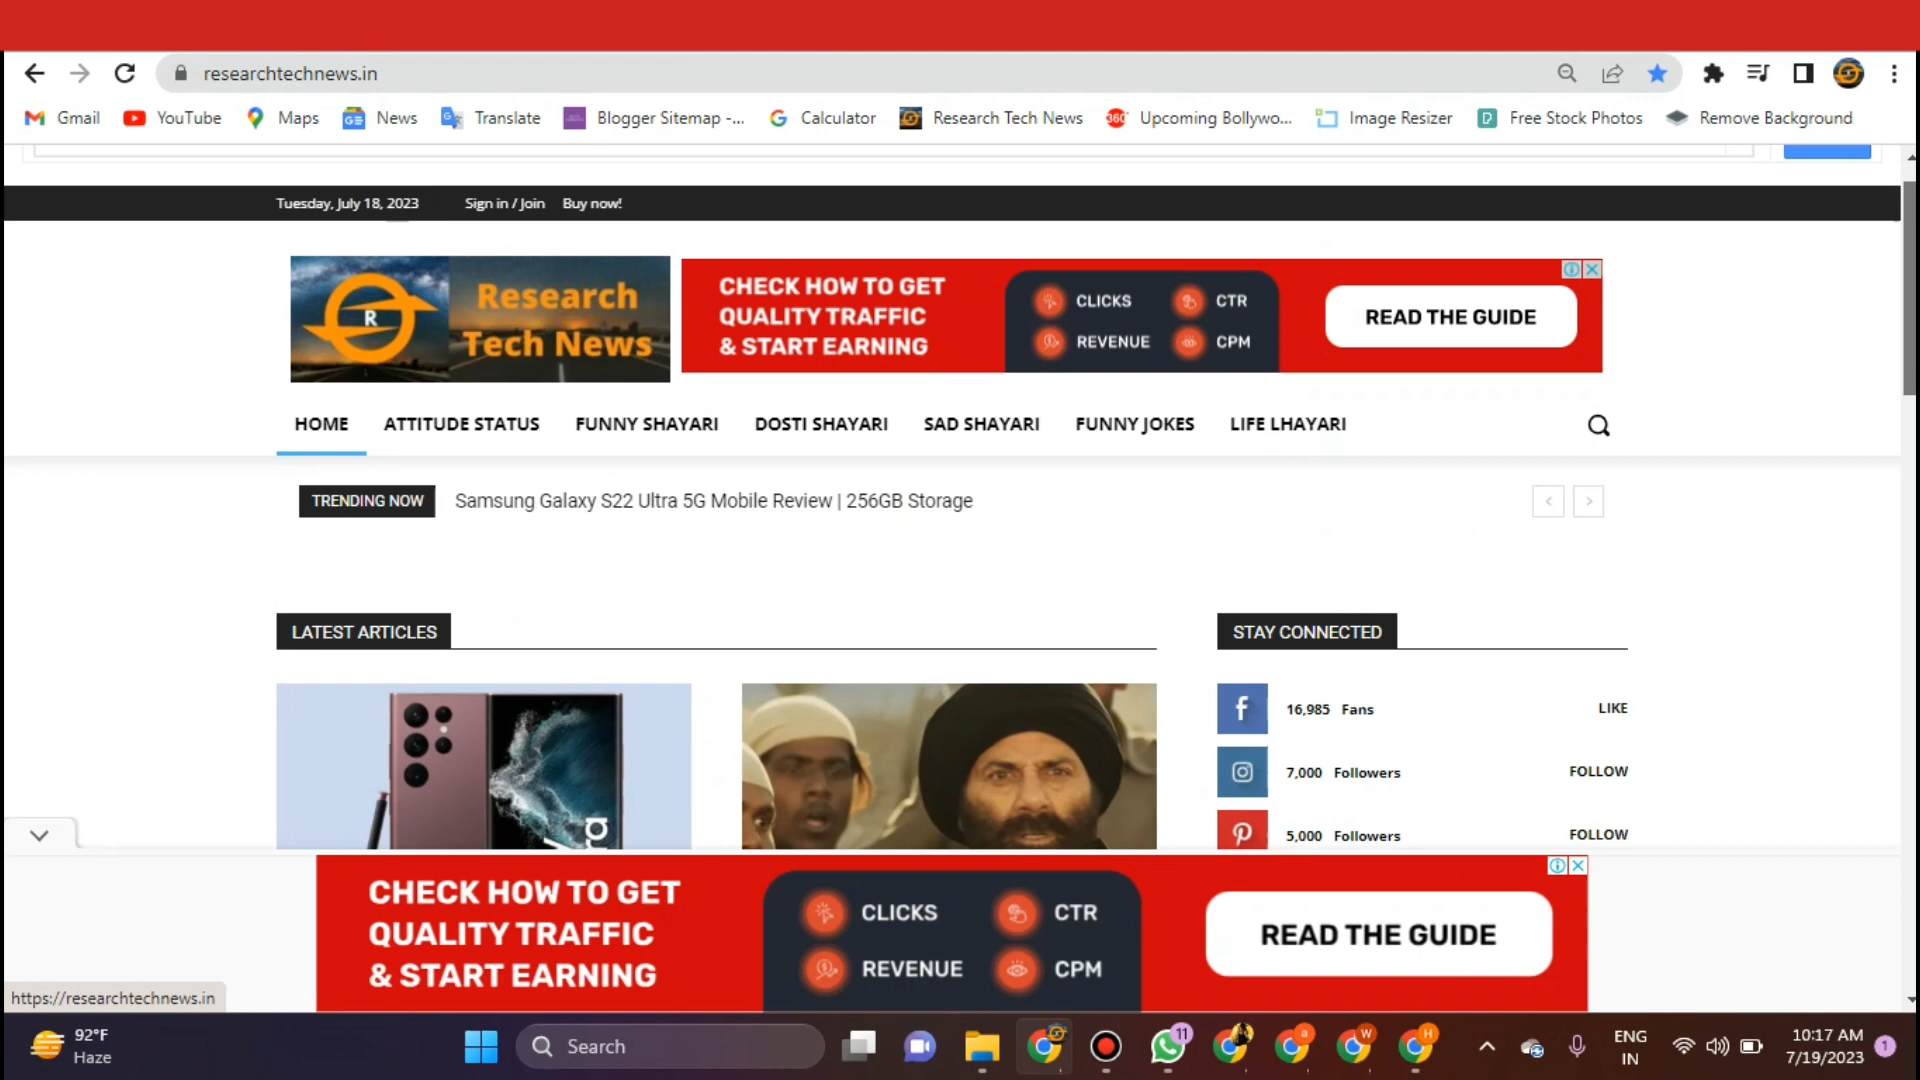 researchtechnews.in
Gmail YouTube Maps News Translate Blogger Sitemap -... Calculator Research Tech News Upcoming Bollywo... Image Resizer Free Stock Photos Remove Background
Tuesday, July 18, 2023 Sign in / Join Buy now!
R
Research
Tech News
CHECK HOW TO GET
QUALITY TRAFFIC
& START EARNING
CLICKS CTR
REVENUE CPM
READ THE GUIDE
HOME ATTITUDE STATUS FUNNY SHAYARI DOSTI SHAYARI SAD SHAYARI FUNNY JOKES LIFE LHAYARI
TRENDING NOW Samsung Galaxy S22 Ultra 5G Mobile Review | 256GB Storage
LATEST ARTICLES
STAY CONNECTED
16,985 Fans LIKE
7,000 Followers FOLLOW
5,000 Followers FOLLOW
CHECK HOW TO GET
QUALITY TRAFFIC
& START EARNING
CLICKS CTR
REVENUE CPM
READ THE GUIDE
https://researchtechnews.in
92°F
Haze
Search
11
ENG
IN
10:17 AM
7/19/2023
1